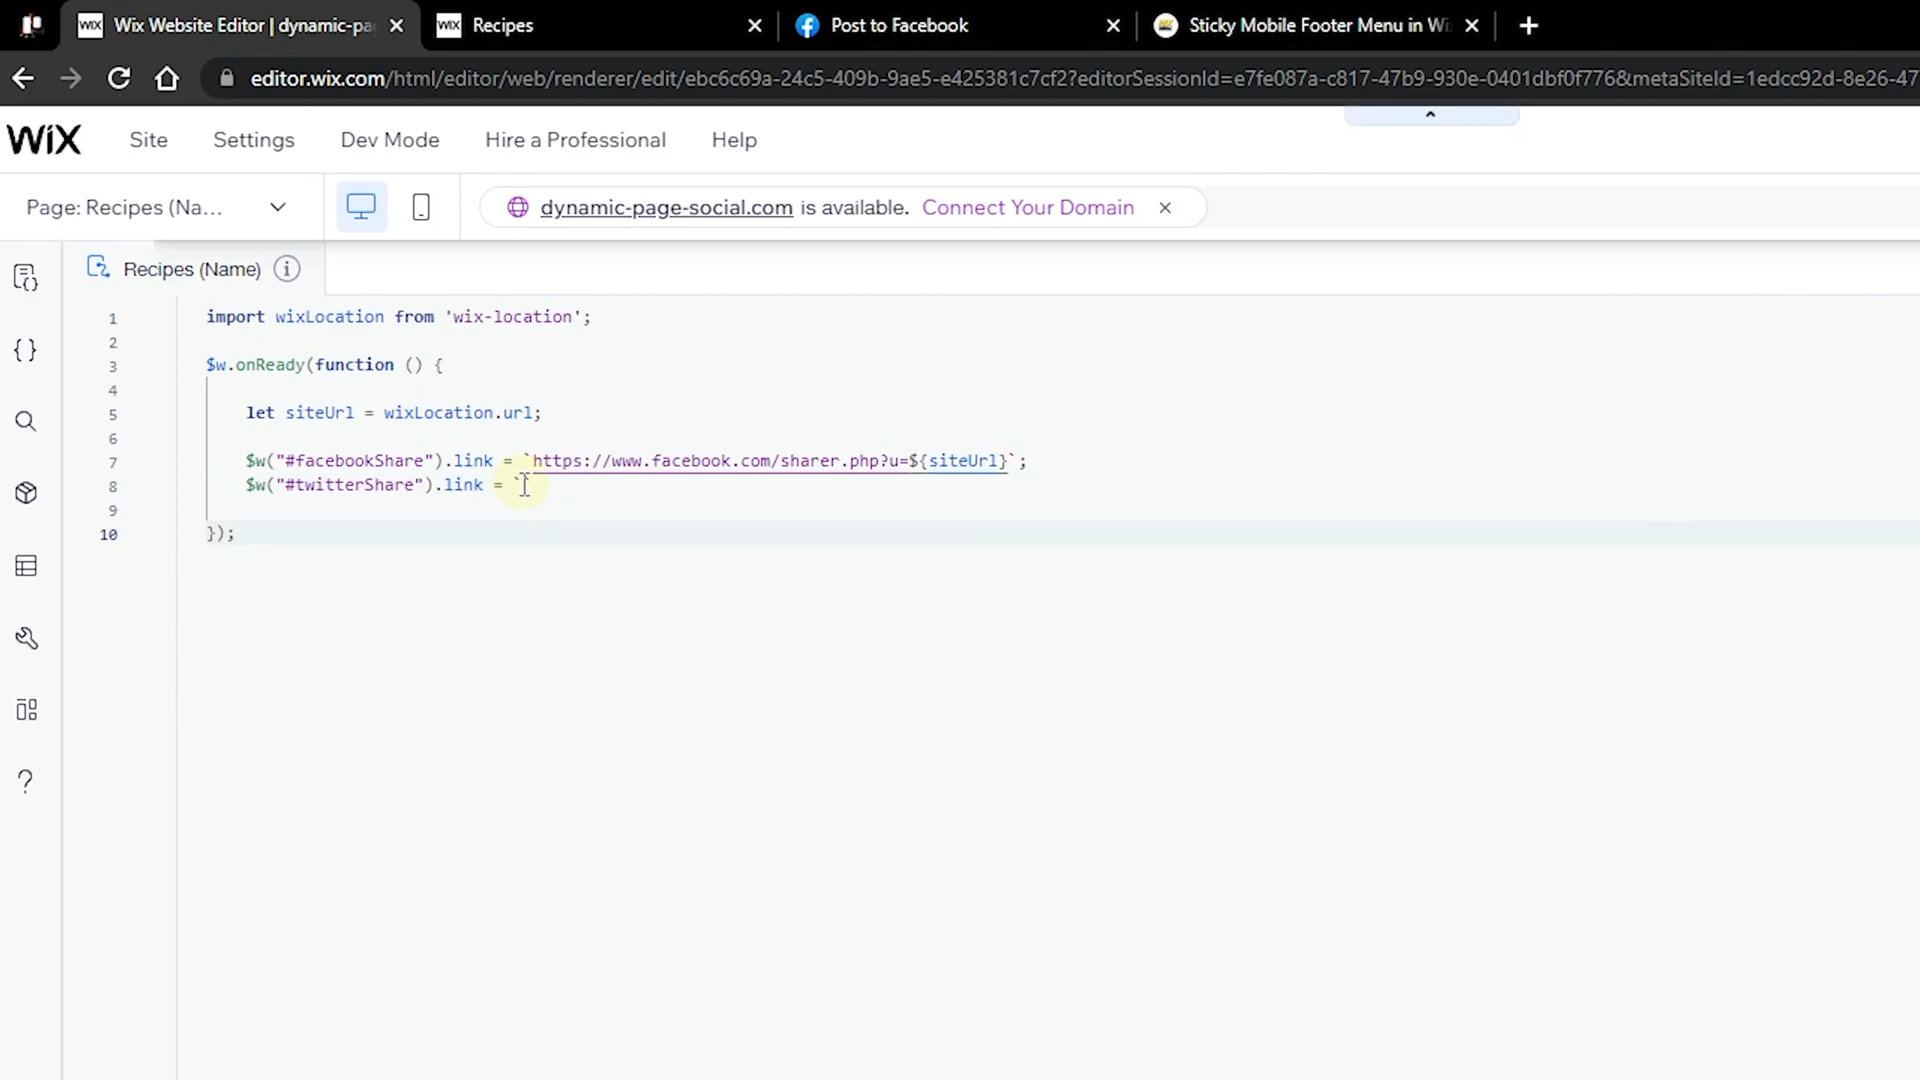 Wix Website Editor | dynamic-pa
Recipes
Post to Facebook
Sticky Mobile Footer Menu in Wi
editor.wix.com/html/editor/web/renderer/edit/ebc6c69a-24c5-409b-9ae5-e425381c7cf2?editorSessionId=e7fe087a-c817-47b9-930e-0401dbf0f776&metaSiteId=1edcc92d-8e26-47
WiX Site Settings Dev Mode Hire a Professional Help
Page: Recipes (Na... dynamic-page-social.com is available. Connect Your Domain
Recipes (Name)
1 import wixLocation from 'wix-location';
2
3 $w.onReady(function () {
4
5 let siteUrl = wixLocation.url;
6
7 $w("#facebookShare").link = `https://www.facebook.com/sharer.php?u=${siteUrl}`;
8 $w("#twitterShare").link = ``
9
10 });